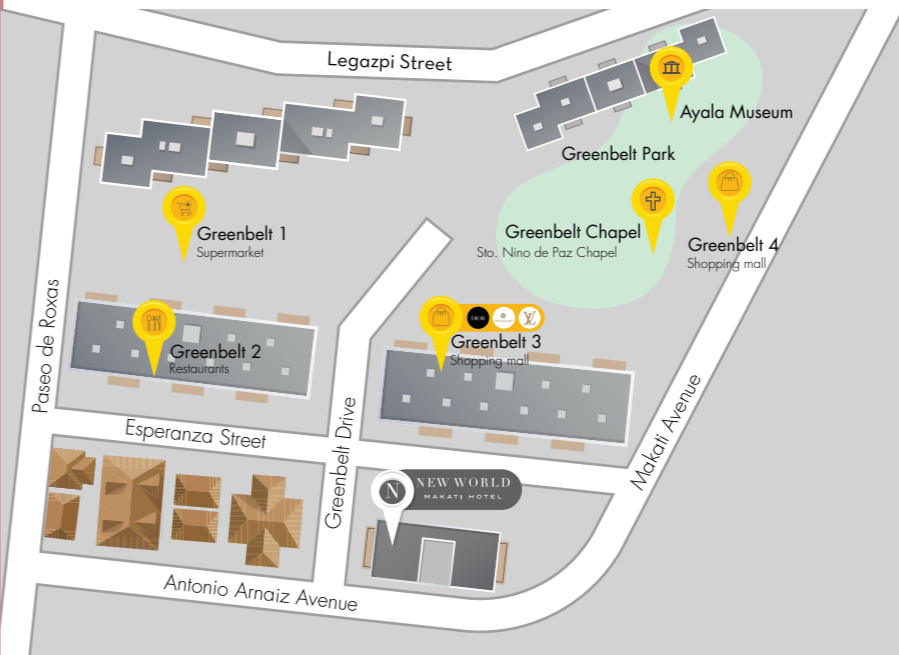 Legazpi Street
Ayala Museum
Greenbelt Park
Greenbelt 1
Supermarket
Greenbelt Chapel
Sto. Nino de Paz Chapel
Greenbelt 4
Shopping mall
Paseo de Roxas
DIOR
LV
Greenbelt 2
Restaurants
Greenbelt 3
Shopping mall
Esperanza Street
Greenbelt Drive
Makati Avenue
N
NEW WORLD
MAKATI HOTEL
Antonio Arnaiz Avenue